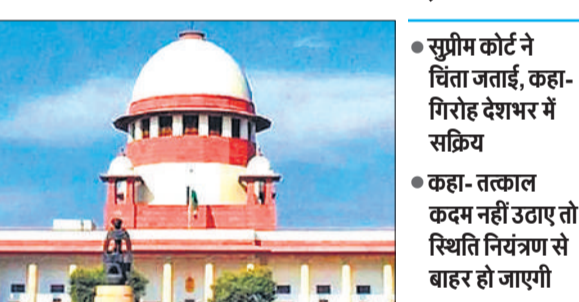 ● सुप्रीम कोर्ट ने
चिंता जताई, कहा-
गिरोह देशभर में
सक्रिय
● कहा- तत्काल
कदम नहीं उठाए तो
स्थिति नियंत्रण से
बाहर हो जाएगी